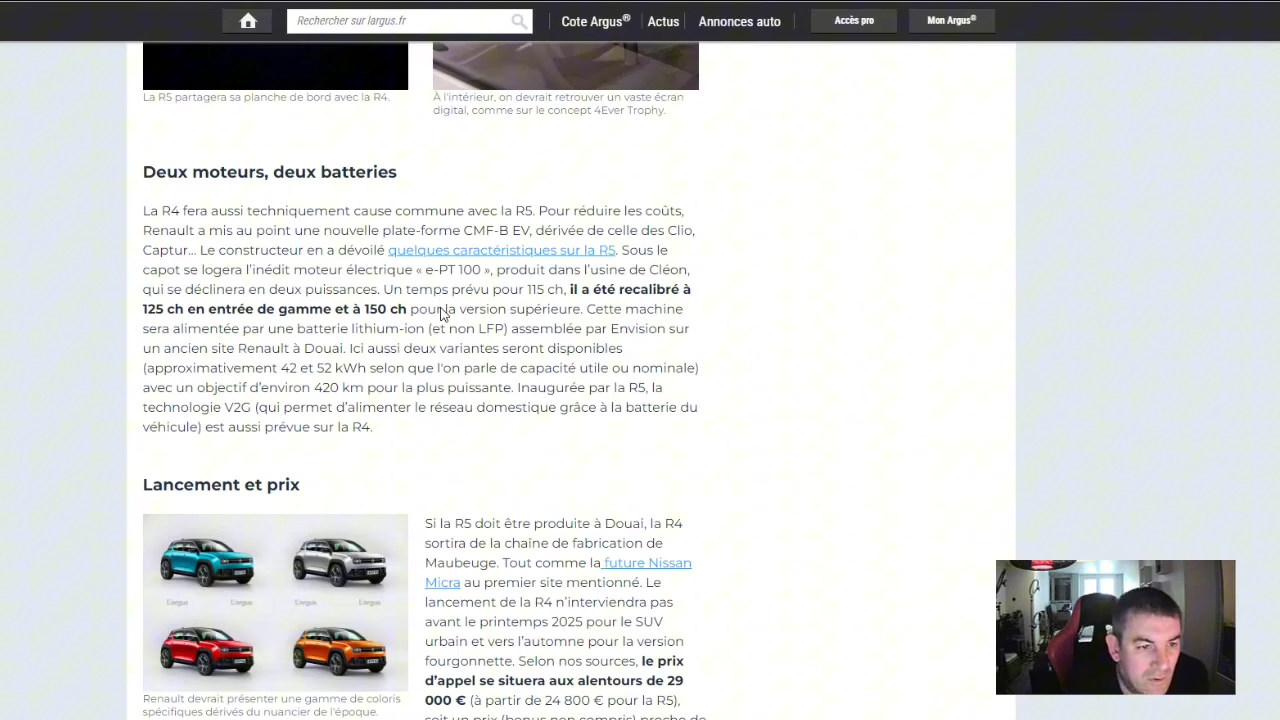 Rechercher sur largus.fr
Cote Argus®
Actus
Annonces auto
Accès pro
Mon Argus®
La R5 partagera sa planche de bord avec la R4.
À l'intérieur, on devrait retrouver un vaste écran
digital, comme sur le concept 4Ever Trophy.
Deux moteurs, deux batteries
La R4 fera aussi techniquement cause commune avec la R5. Pour réduire les coûts,
Renault a mis au point une nouvelle plate-forme CMF-B EV, dérivée de celle des Clio,
Captur… Le constructeur en a dévoilé quelques caractéristiques sur la R5. Sous le
capot se logera l'inédit moteur électrique « e-PT 100 », produit dans l'usine de Cléon,
qui se déclinera en deux puissances. Un temps prévu pour 115 ch, il a été recalibré à
125 ch en entrée de gamme et à 150 ch pour la version supérieure. Cette machine
sera alimentée par une batterie lithium-ion (et non LFP) assemblée par Envision sur
un ancien site Renault à Douai. Ici aussi deux variantes seront disponibles
(approximativement 42 et 52 kWh selon que l'on parle de capacité utile ou nominale)
avec un objectif d'environ 420 km pour la plus puissante. Inaugurée par la R5, la
technologie V2G (qui permet d'alimenter le réseau domestique grâce à la batterie du
véhicule) est aussi prévue sur la R4.
Lancement et prix
L'argus L'argus L'argus L'argus
Renault devrait présenter une gamme de coloris
spécifiques dérivés du nuancier de l'époque.
Si la R5 doit être produite à Douai, la R4
sortira de la chaîne de fabrication de
Maubeuge. Tout comme la future Nissan
Micra au premier site mentionné. Le
lancement de la R4 n'interviendra pas
avant le printemps 2025 pour le SUV
urbain et vers l'automne pour la version
fourgonnette. Selon nos sources, le prix
d'appel se situera aux alentours de 29
000 € (à partir de 24 800 € pour la R5),
soit un prix (bonus non compris) proche de